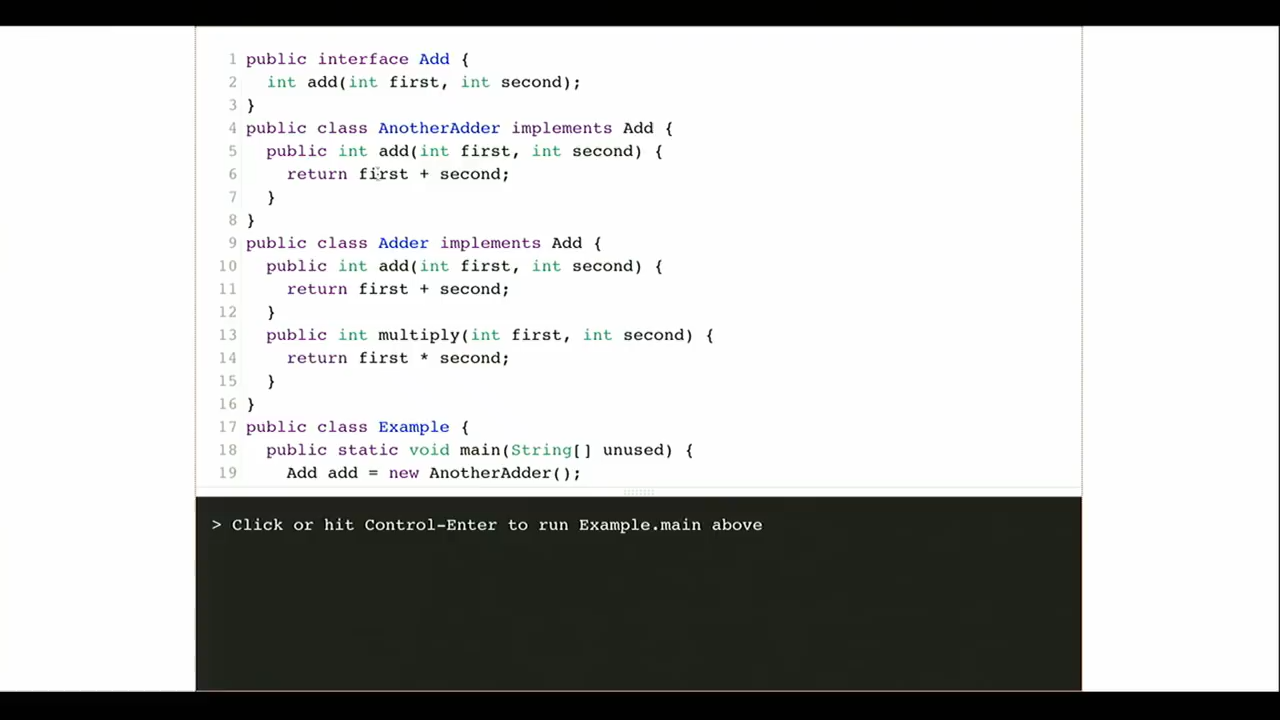 1 public interface Add {
2 int add(int first, int second);
3 }
4 public class AnotherAdder implements Add {
5 public int add(int first, int second) {
6 return first + second;
7 }
8 }
9 public class Adder implements Add {
10 public int add(int first, int second) {
11 return first + second;
12 }
13 public int multiply(int first, int second) {
14 return first * second;
15 }
16 }
17 public class Example {
18 public static void main(String[] unused) {
19 Add add = new AnotherAdder();
> Click or hit Control-Enter to run Example.main above